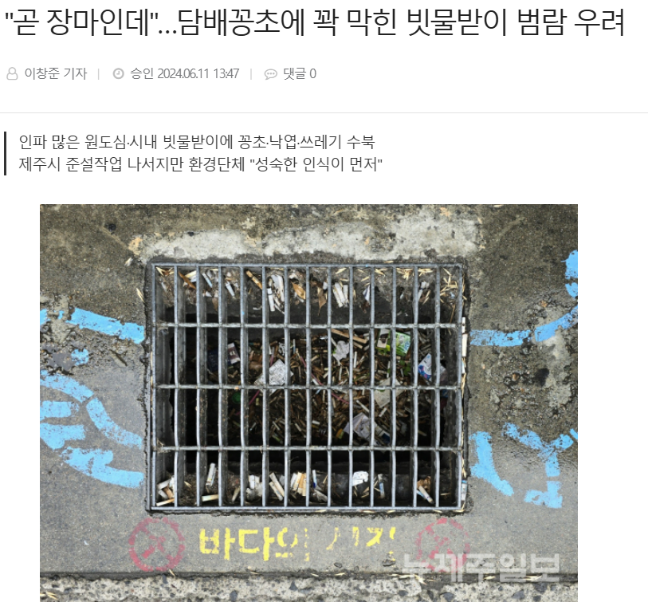 "곧 장마인데"...담배꽁초에 꽉 막힌 빗물받이 범람 우려
이창준 기자 | 승인 2024.06.11 13:47 | 댓글 0
인파 많은 원도심·시내 빗물받이에 꽁초·낙엽·쓰레기 수북
제주시 준설작업 나서지만 환경단체 "성숙한 인식이 먼저"
바다의 시작
뉴제주일보